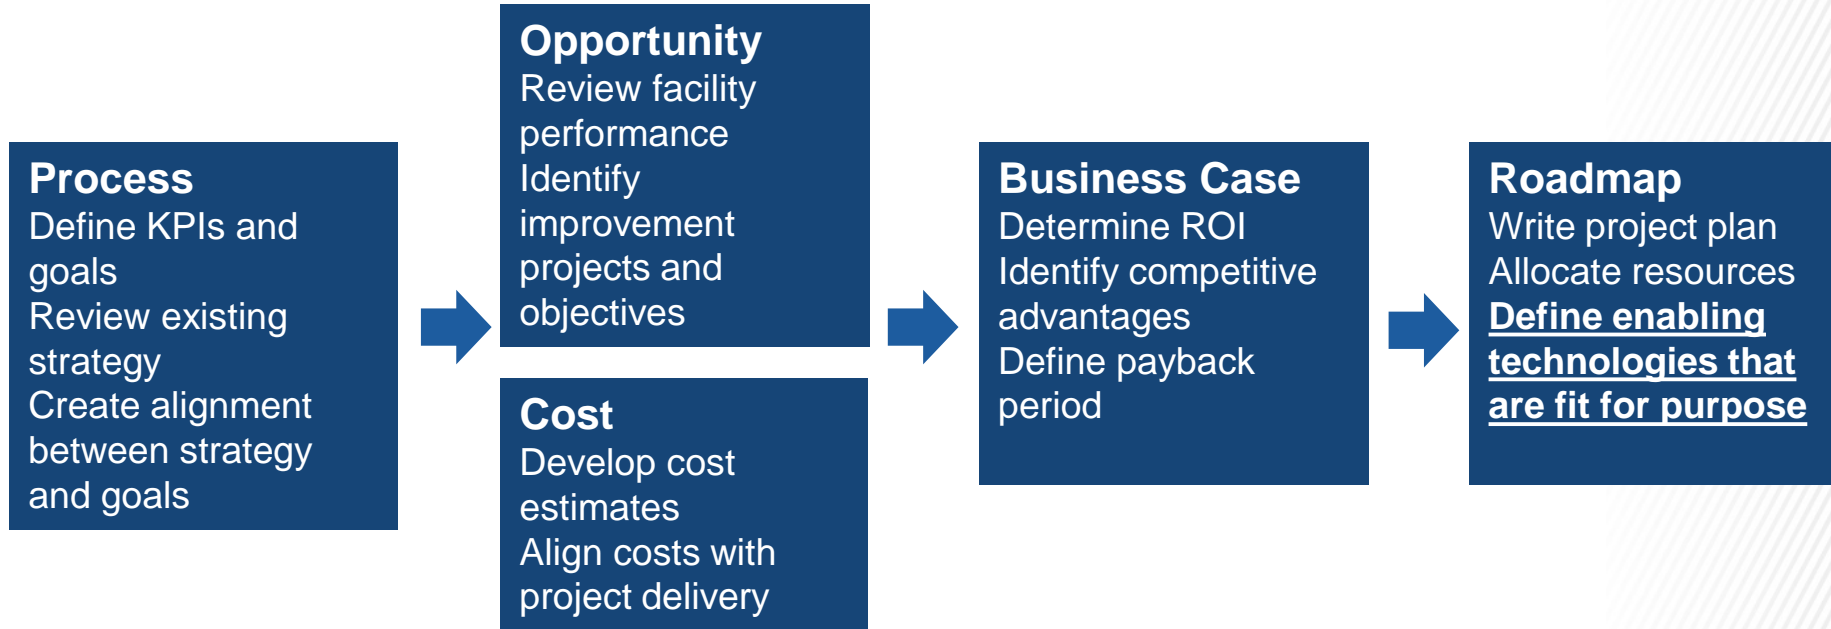 Process
Define KPIs and
goals
Review existing
strategy
Create alignment
between strategy
and goals
Opportunity
Review facility
performance
Identify
improvement
projects and
objectives
Cost
Develop cost
estimates
Align costs with
project delivery
Business Case
Determine ROI
Identify competitive
advantages
Define payback
period
Roadmap
Write project plan
Allocate resources
Define enabling
technologies that
are fit for purpose